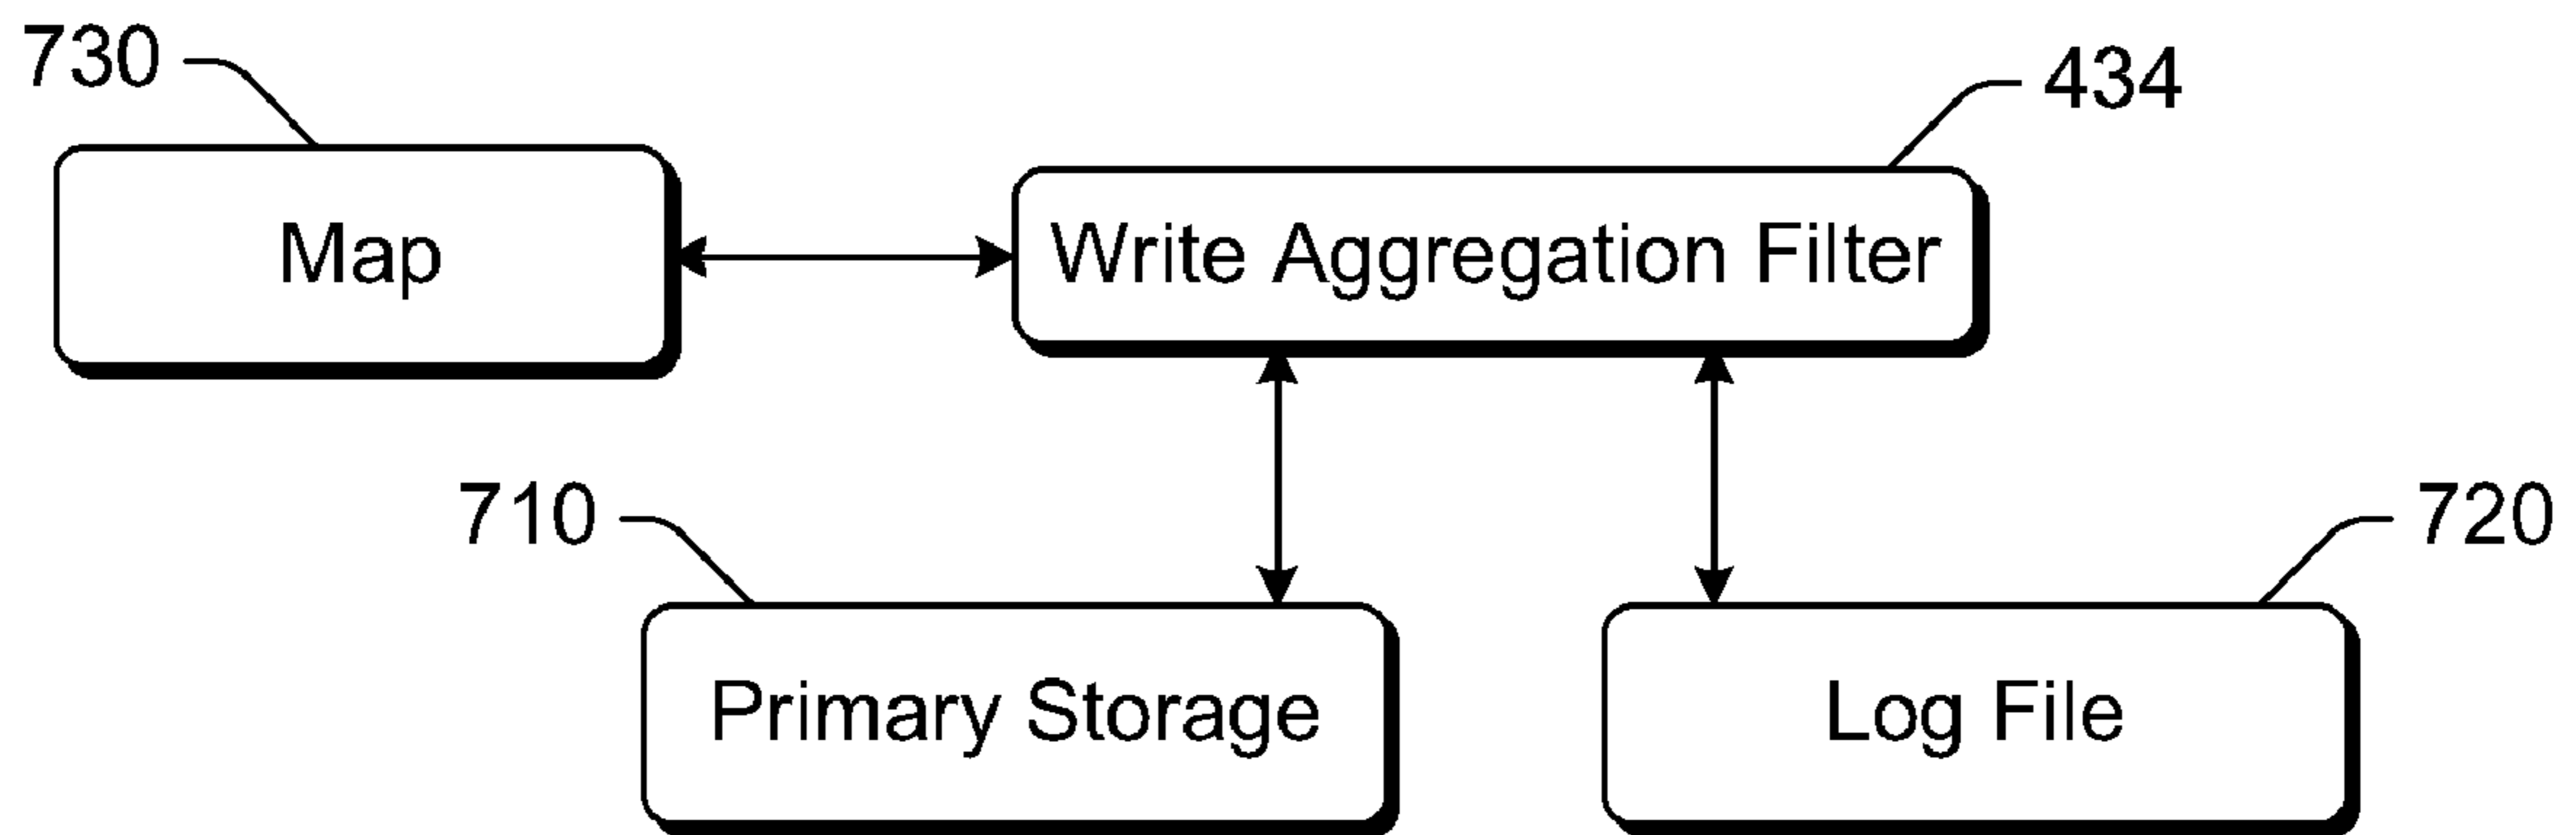 730
434
Map
Write Aggregation Filter
710
720
Primary Storage
Log File